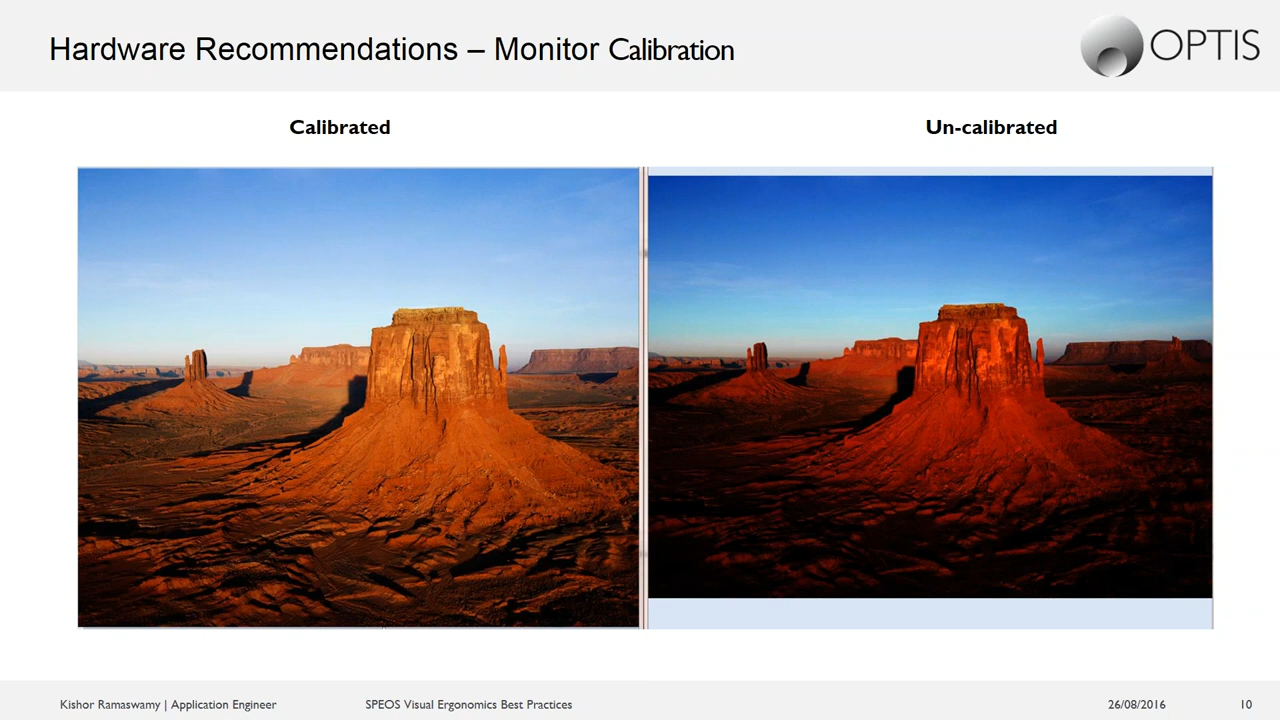 Hardware Recommendations – Monitor Calibration
OPTIS
Calibrated
Un-calibrated
Kishor Ramaswamy | Application Engineer
SPEOS Visual Ergonomics Best Practices
26/08/2016
10